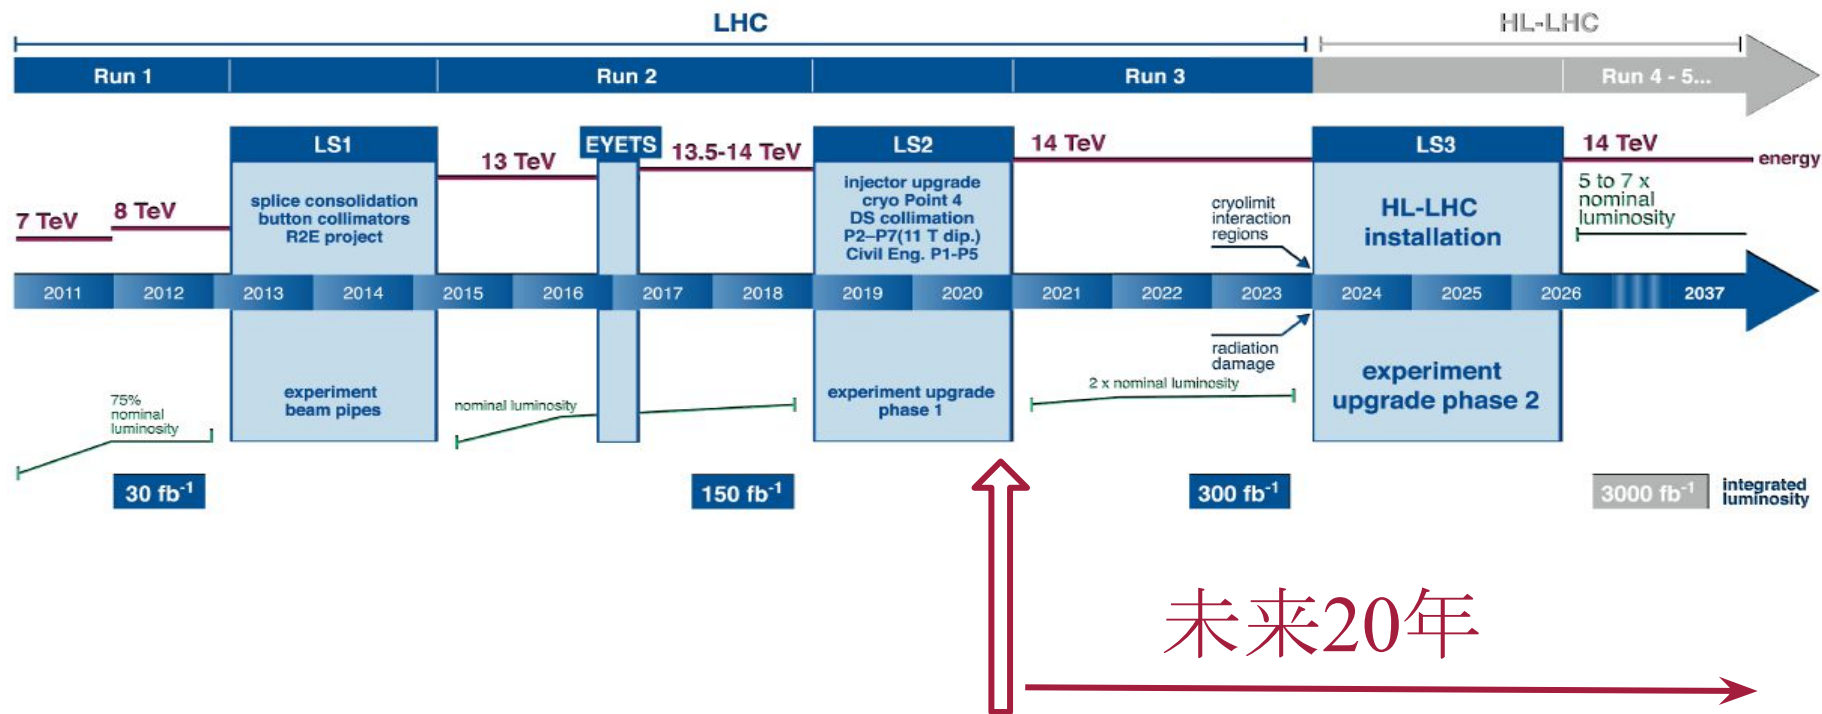 LHC
HL-LHC
Run 1
Run 2
Run 3
Run 4 - 5...
LS1
EYETS
LS2
LS3
7 TeV
8 TeV
13 TeV
13.5-14 TeV
14 TeV
14 TeV
energy
splice consolidation
button collimators
R2E project
injector upgrade
cryo Point 4
DS collimation
P2–P7(11 T dip.)
Civil Eng. P1-P5
cryolimit
interaction
regions
HL-LHC
installation
5 to 7 x
nominal
luminosity
2011
2012
2013
2014
2015
2016
2017
2018
2019
2020
2021
2022
2023
2024
2025
2026
2037
75%
nominal
luminosity
experiment
beam pipes
nominal luminosity
experiment upgrade
phase 1
2 x nominal luminosity
radiation
damage
experiment
upgrade phase 2
30 fb⁻¹
150 fb⁻¹
300 fb⁻¹
3000 fb⁻¹
integrated
luminosity
未来20年